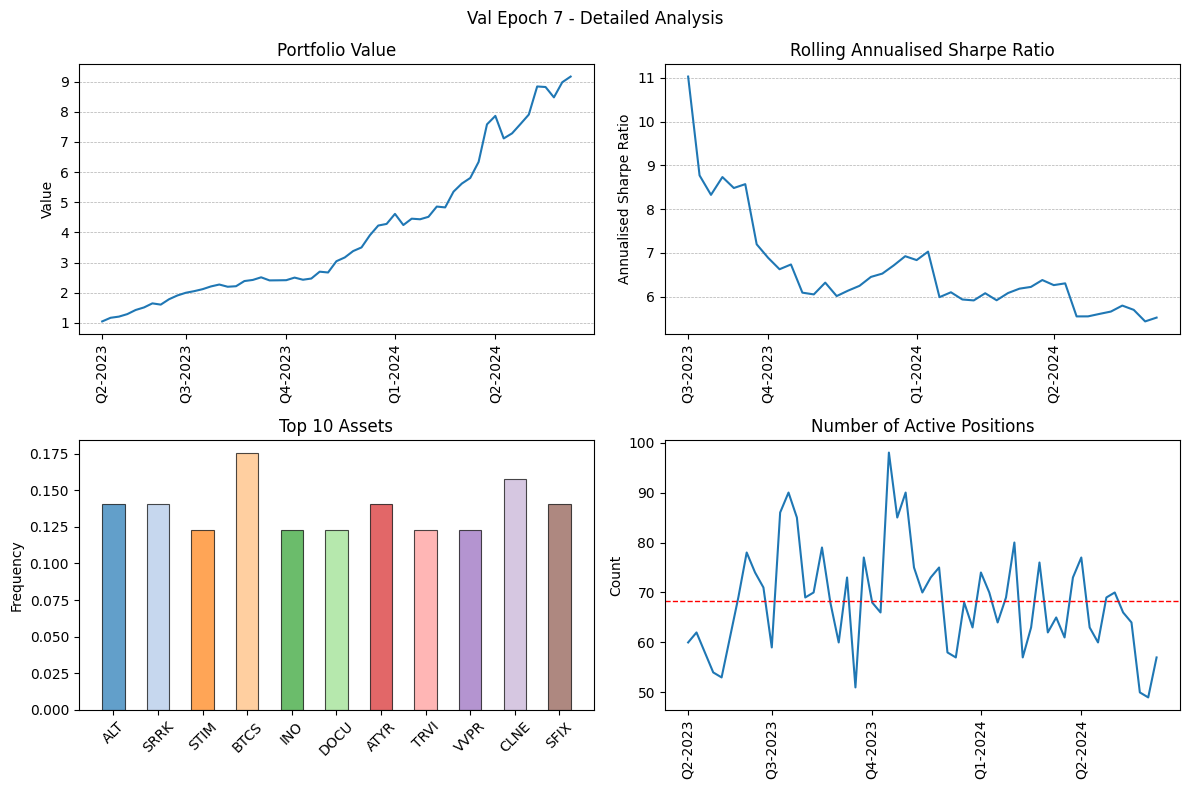 Val Epoch 7 - Detailed Analysis
Portfolio Value
Value
9
8
7
6
5
4
3
2
1
Q2-2023
Q3-2023
Q4-2023
Q1-2024
Q2-2024
Rolling Annualised Sharpe Ratio
Annualised Sharpe Ratio
11
10
9
8
7
6
Q3-2023
Q4-2023
Q1-2024
Q2-2024
Top 10 Assets
Frequency
0.175
0.150
0.125
0.100
0.075
0.050
0.025
0.000
ALT
SRRK
STIM
BTCS
INO
DOCU
ATYR
TRVI
VVPR
CLNE
SFIX
Number of Active Positions
Count
100
90
80
70
60
50
Q2-2023
Q3-2023
Q4-2023
Q1-2024
Q2-2024